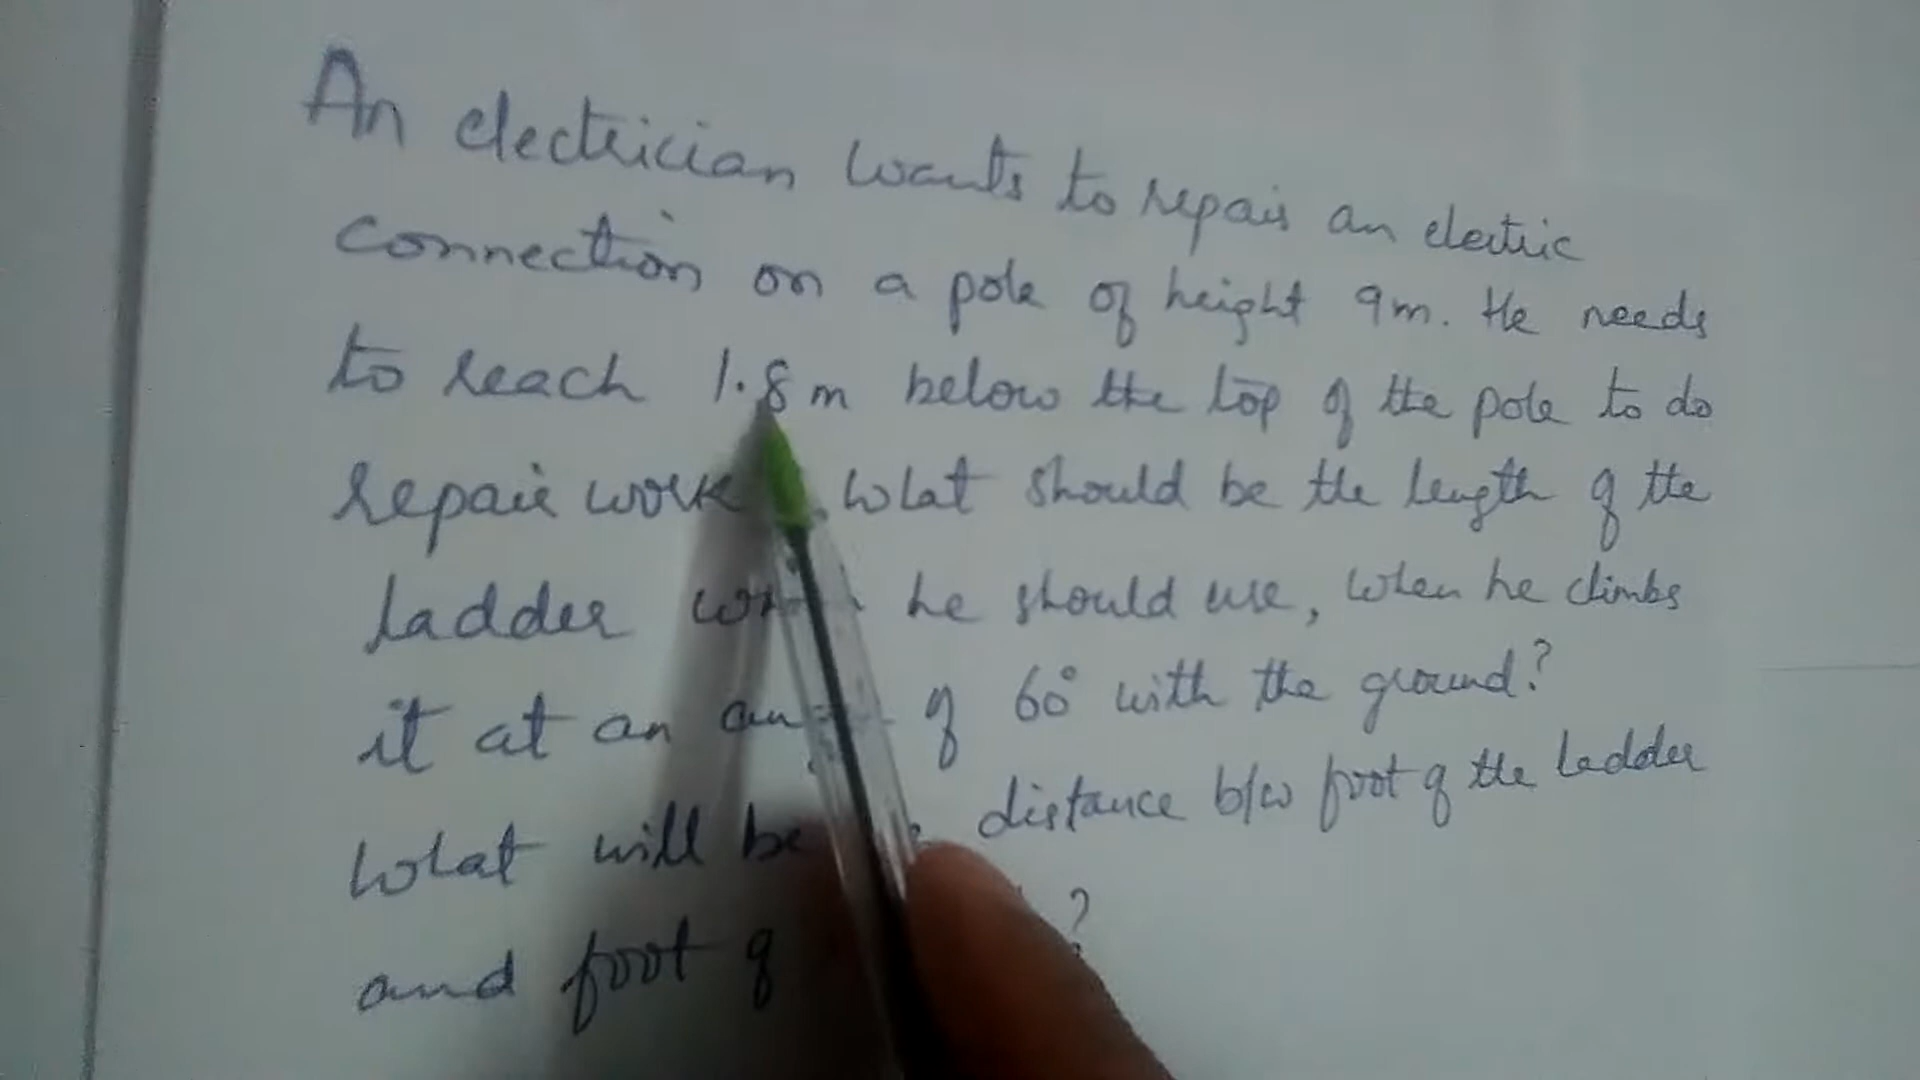 An electrician wants to repair an electric
connection on a pole of height 9m. He needs
to reach 1.8m below the top of the pole to do
repair work. What should be the length of the
ladder he should use, when he climbs
it at an of 60° with the ground?
What will be distance b/w foot of the ladder
and foot of ?